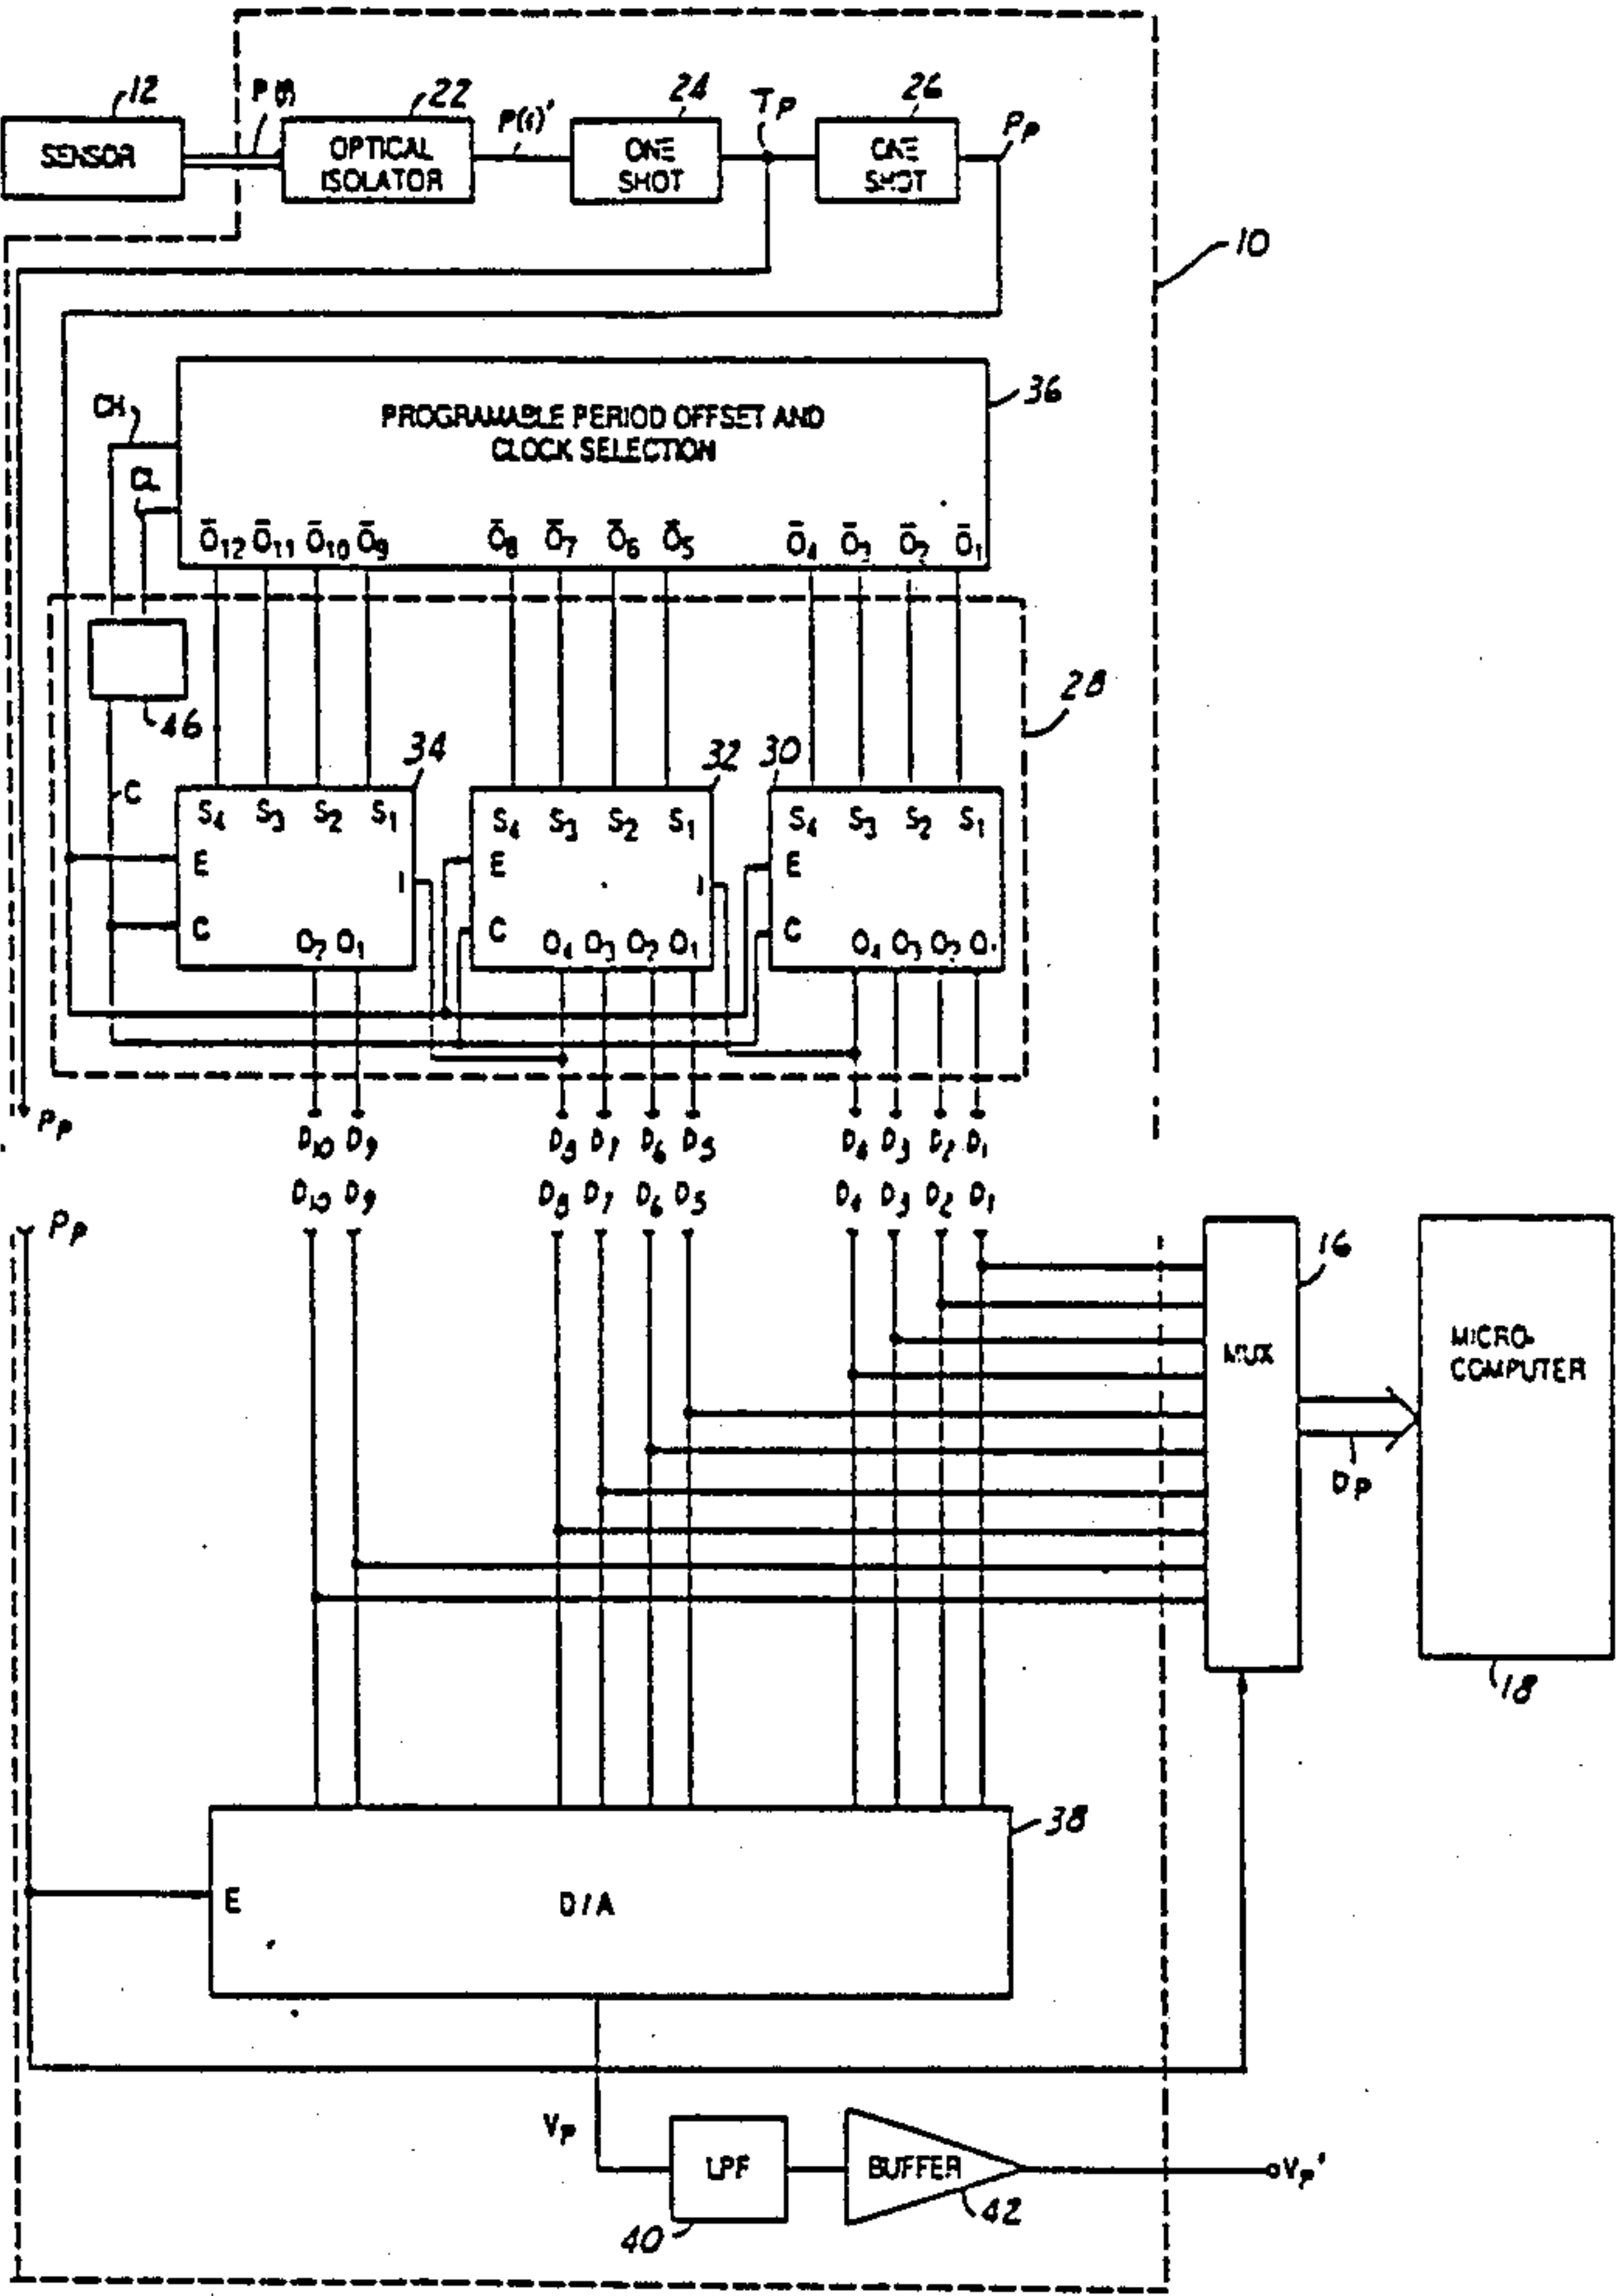 12
P(t)
22
24
Tp
26
Pp
SENSOR
OPTICAL
ISOLATOR
P(t)'
ONE
SHOT
ONE
SHOT
10
36
PROGRAMABLE PERIOD OFFSET AND
CLOCK SELECTION
CH
CL
Ō12 Ō11 Ō10 Ō9 Ō8 Ō7 Ō6 Ō5 Ō4 Ō3 Ō2 Ō1
28
46
C
34
32
30
S4 S3 S2 S1
S4 S3 S2 S1
S4 S3 S2 S1
E
I
E
I
E
C
C
C
O2 O1
O4 O3 O2 O1
O4 O3 O2
Pp
D10 D9 D8 D7 D6 D5 D4 D3 D2 D1
D10 D9 D8 D7 D6 D5 D4 D3 D2 D1
Pp
16
MUX
MICRO-
COMPUTER
Dp
18
38
E
D/A
Vp
LPF
BUFFER
Vp'
40
42